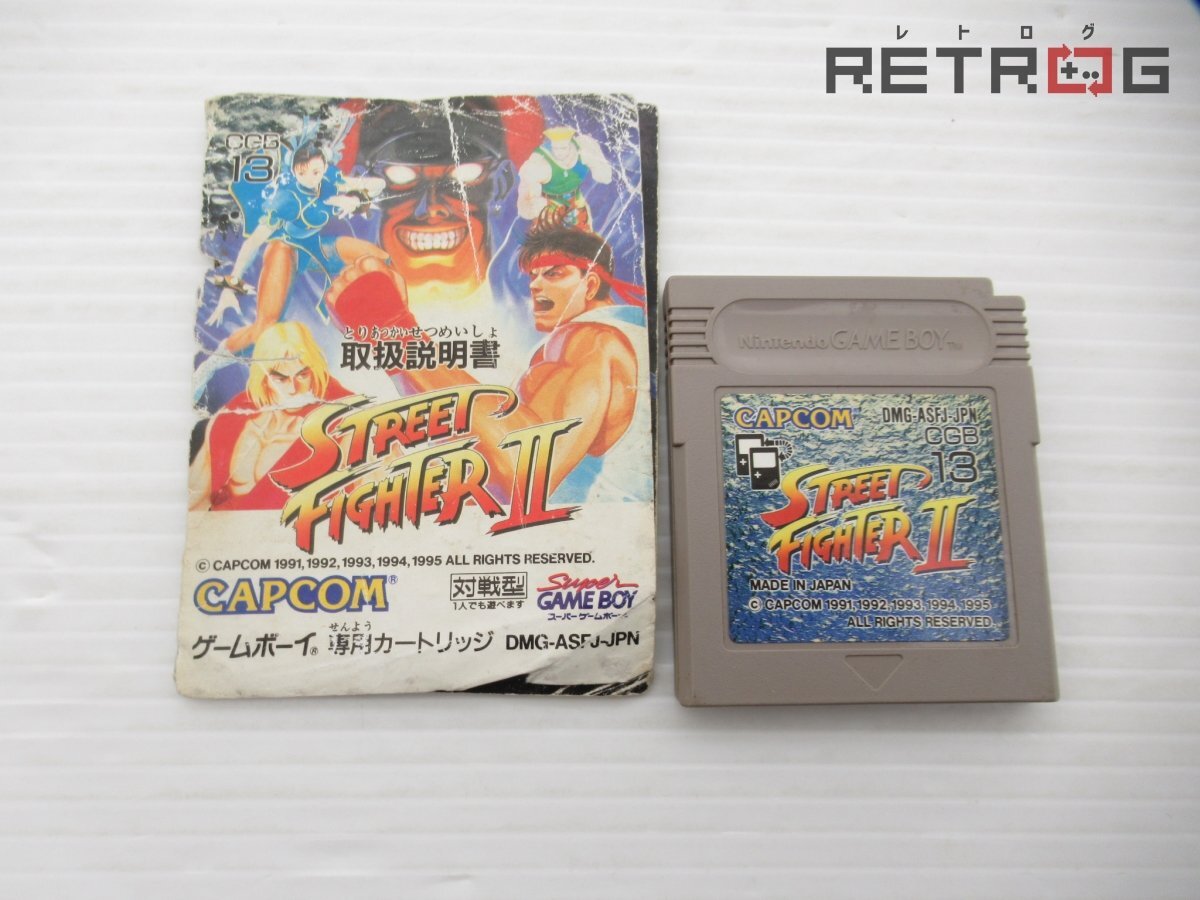 レトログ
RETROG
CGB
13
とりあつかいせつめいしょ
取扱説明書
STREET
FIGHTER II
© CAPCOM 1991, 1992, 1993, 1994, 1995 ALL RIGHTS RESERVED.
CAPCOM®
対戦型
1人でも遊べます
Super
GAME BOY
スーパーゲームボーイ
せんよう
ゲームボーイ® 専用カートリッジ DMG-ASFJ-JPN
Nintendo GAME BOY™
CAPCOM DMG-ASFJ-JPN
CGB
13
STREET
FIGHTER II
MADE IN JAPAN
© CAPCOM 1991, 1992, 1993, 1994, 1995
ALL RIGHTS RESERVED.